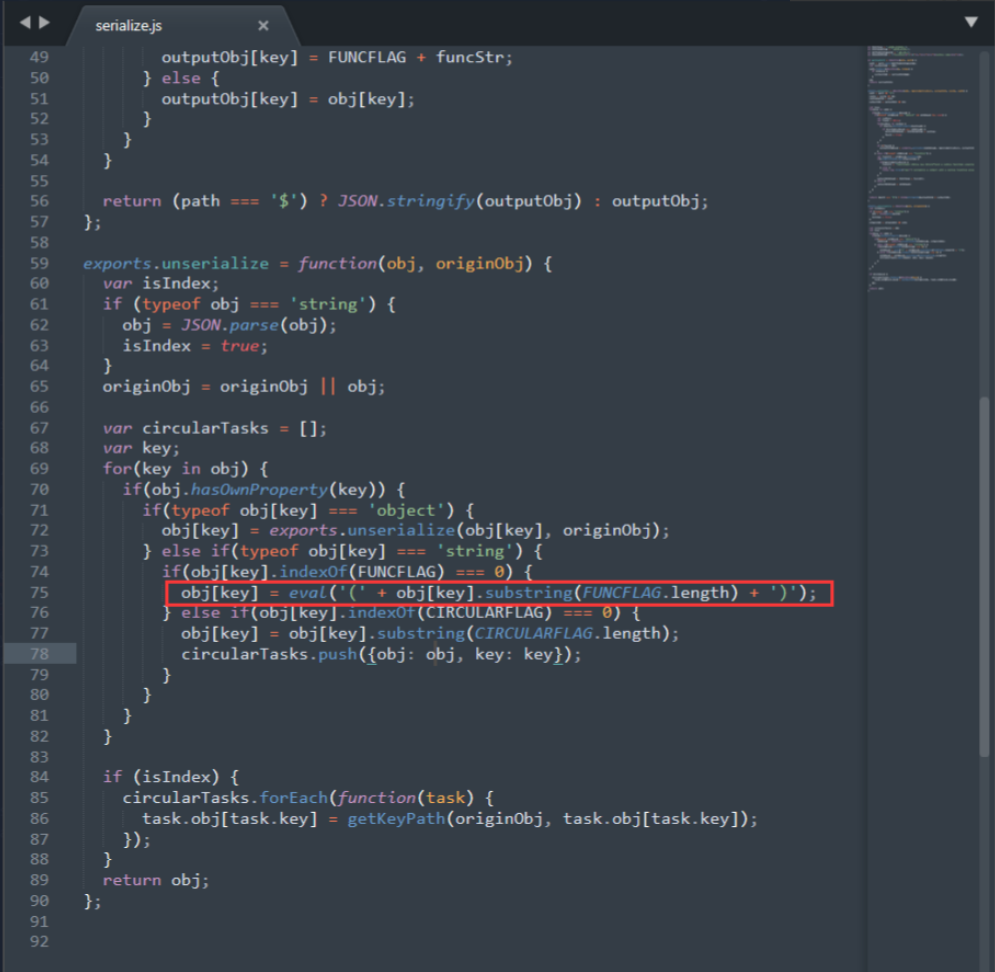 serialize.js
49 outputObj[key] = FUNCFLAG + funcStr;
50 } else {
51 outputObj[key] = obj[key];
52 }
53 }
54 }
55
56 return (path === '$') ? JSON.stringify(outputObj) : outputObj;
57 };
58
59 exports.unserialize = function(obj, originObj) {
60 var isIndex;
61 if (typeof obj === 'string') {
62 obj = JSON.parse(obj);
63 isIndex = true;
64 }
65 originObj = originObj || obj;
66
67 var circularTasks = [];
68 var key;
69 for(key in obj) {
70 if(obj.hasOwnProperty(key)) {
71 if(typeof obj[key] === 'object') {
72 obj[key] = exports.unserialize(obj[key], originObj);
73 } else if(typeof obj[key] === 'string') {
74 if(obj[key].indexOf(FUNCFLAG) === 0) {
75 obj[key] = eval('(' + obj[key].substring(FUNCFLAG.length) + ')');
76 } else if(obj[key].indexOf(CIRCULARFLAG) === 0) {
77 obj[key] = obj[key].substring(CIRCULARFLAG.length);
78 circularTasks.push({obj: obj, key: key});
79 }
80 }
81 }
82 }
83
84 if (isIndex) {
85 circularTasks.forEach(function(task) {
86 task.obj[task.key] = getKeyPath(originObj, task.obj[task.key]);
87 });
88 }
89 return obj;
90 };
91
92